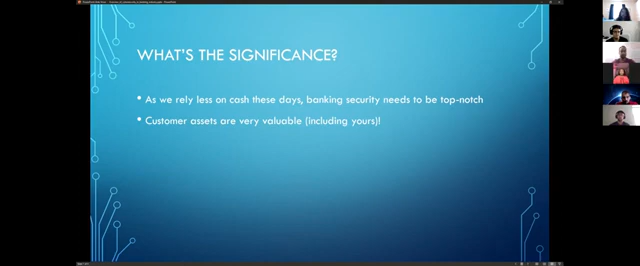 WHAT'S THE SIGNIFICANCE?
• As we rely less on cash these days, banking security needs to be top-notch
• Customer assets are very valuable (including yours)!